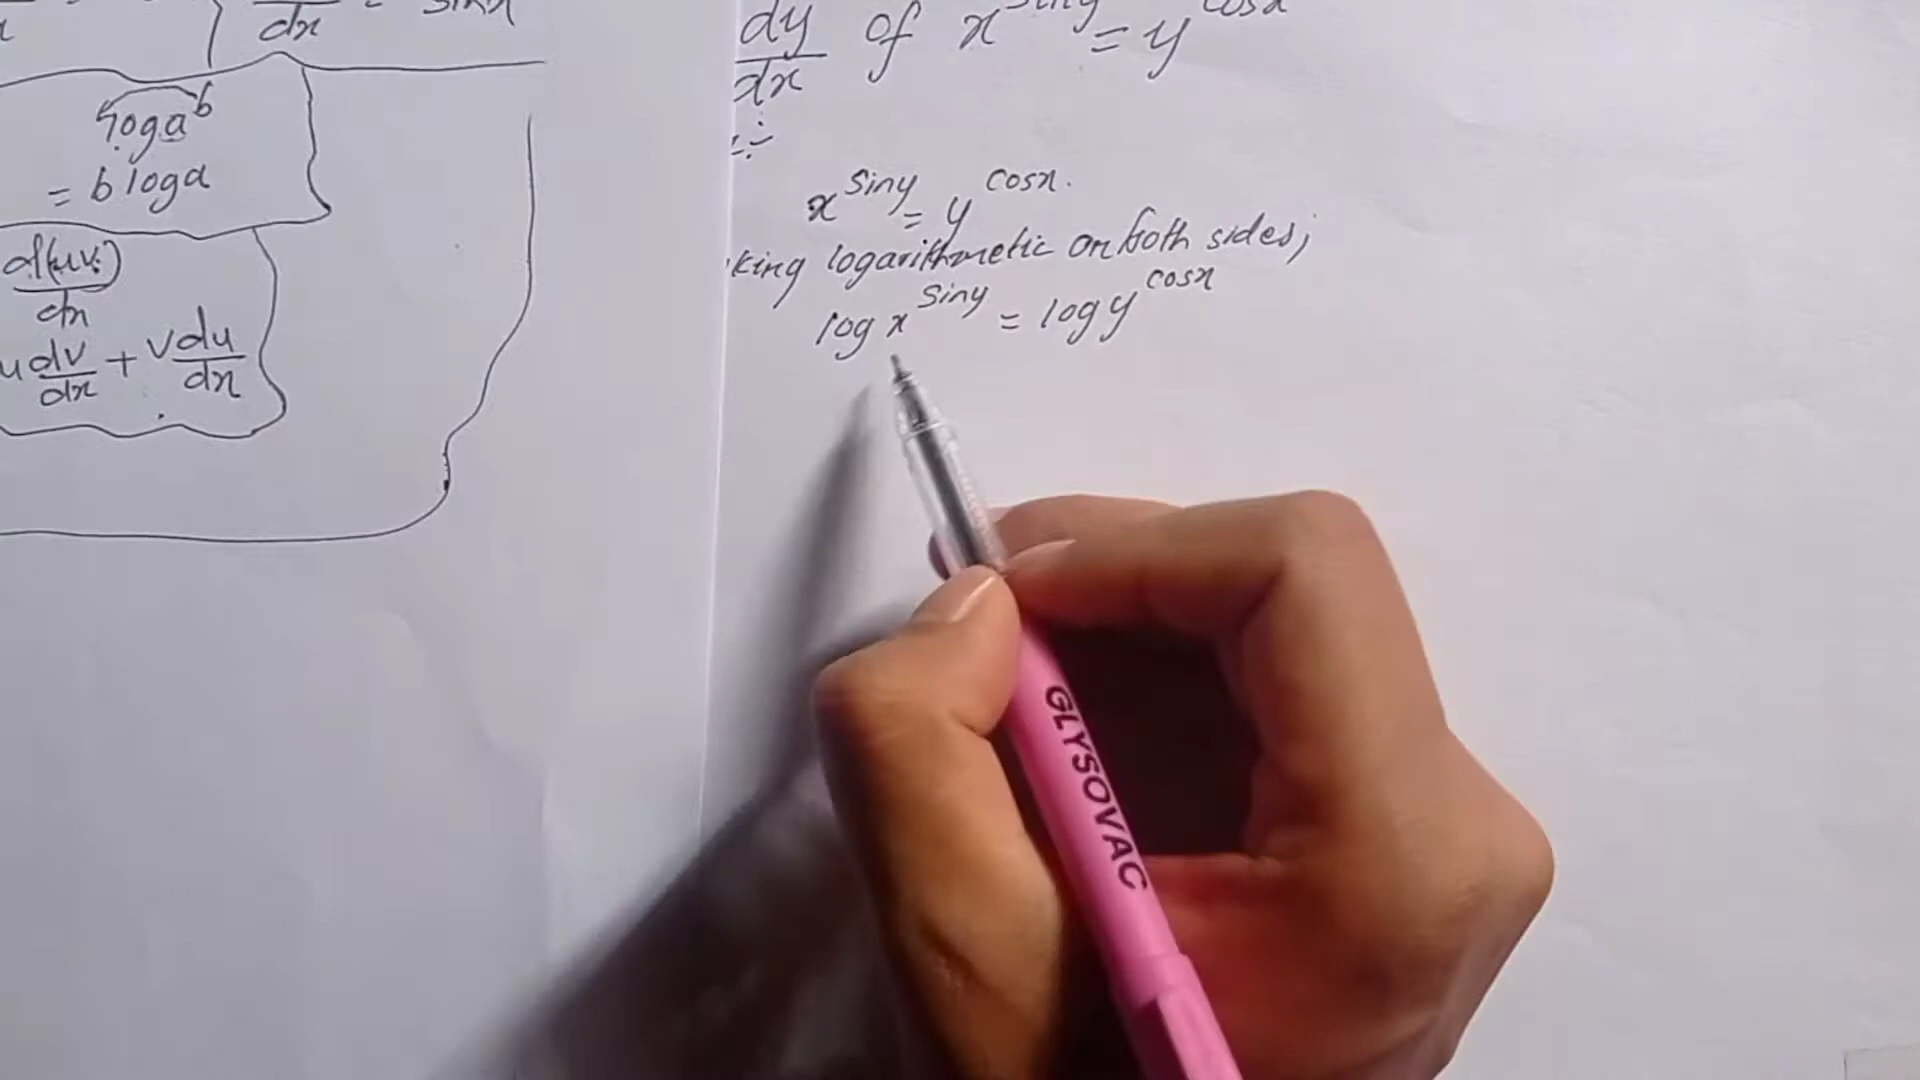 dx = sinx
log a^b
= b log a
d(uv)
dx
u dv/dx + v du/dx
dy/dx of x^siny = y^cosx
x^siny = y^cosx.
king logarithmetic on both sides,
log x^siny = log y^cosx
GLYSOVAC